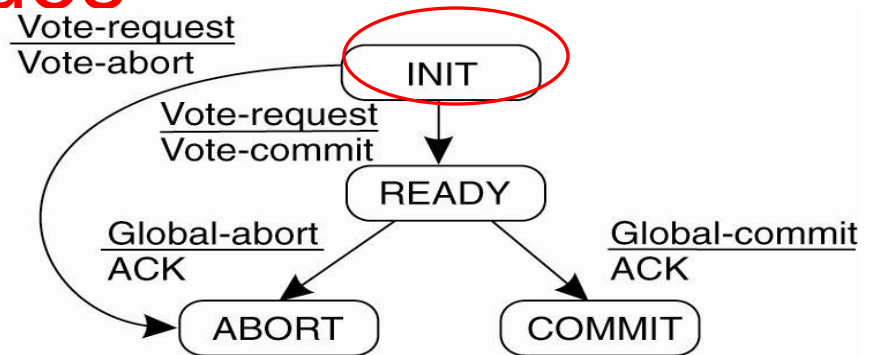 Vote-request
Vote-abort
INIT
Vote-request
Vote-commit
READY
Global-abort
ACK
Global-commit
ACK
ABORT
COMMIT